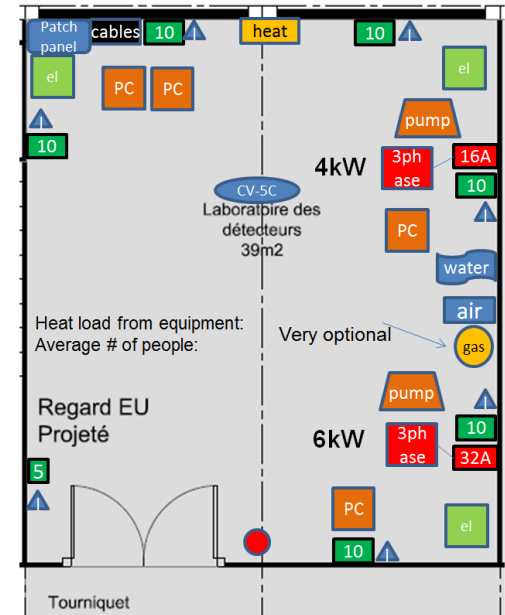 Patch
panel
cables
10
heat
10
el
PC
PC
el
pump
10
4kW
3ph
ase
16A
10
CV-5C
Laboratoire des
détecteurs
39m2
PC
water
air
Heat load from equipment:
Average # of people:
Very optional
gas
pump
Regard EU
Projeté
10
6kW
3ph
ase
32A
5
PC
el
10
Tourniquet